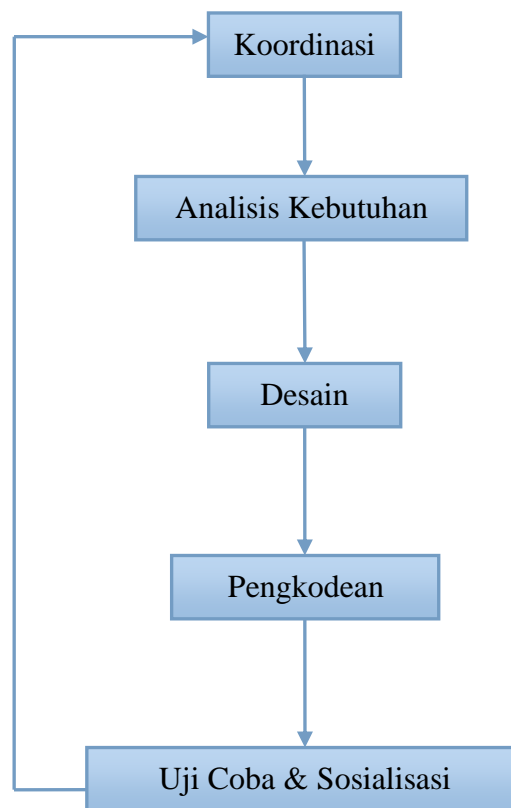 Koordinasi
Analisis Kebutuhan
Desain
Pengkodean
Uji Coba & Sosialisasi